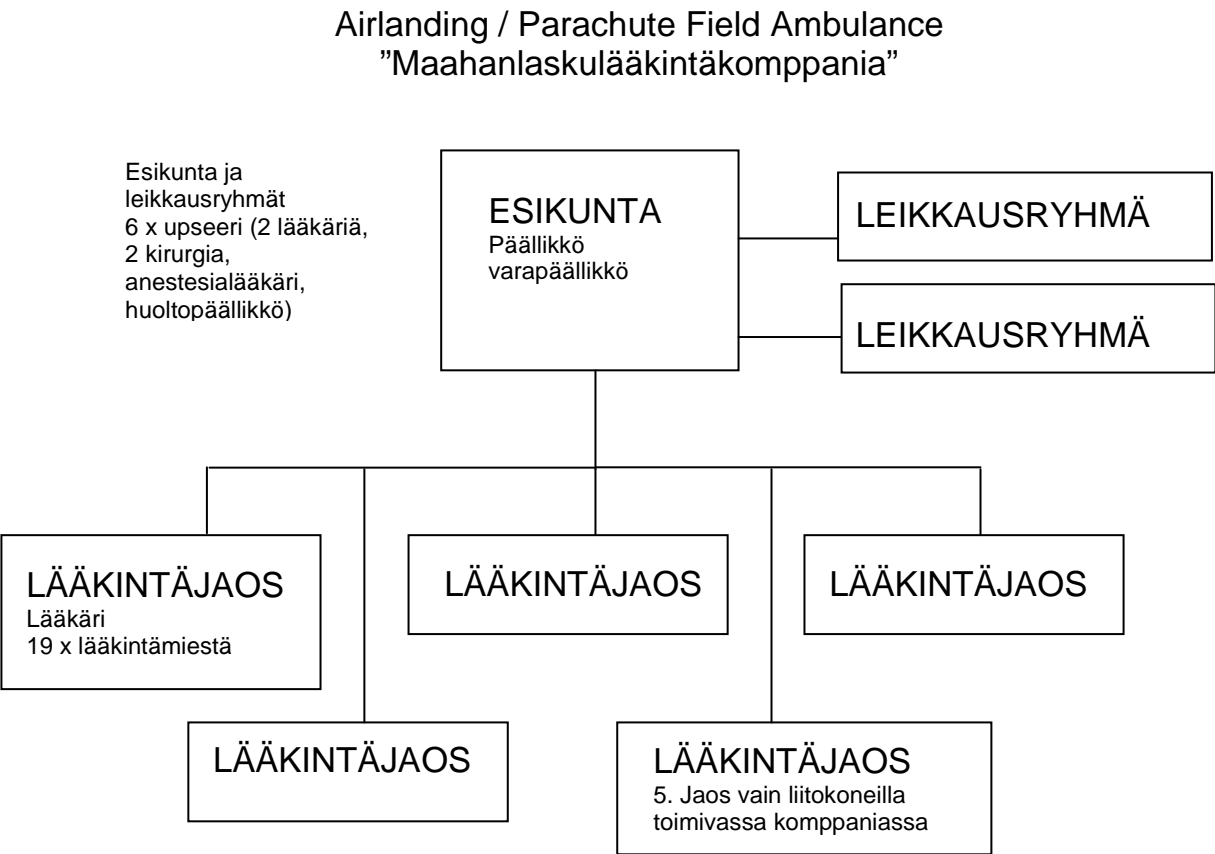 Airlanding / Parachute Field Ambulance
”Maahanlaskulääkintäkomppania”
Esikunta ja
leikkausryhmät
6 x upseeri (2 lääkäriä,
2 kirurgia,
anestesialääkäri,
huoltopäällikkö)
ESIKUNTA
Päällikkö
varapäällikkö
LEIKKAUSRYHMÄ
LEIKKAUSRYHMÄ
LÄÄKINTÄJAOS
Lääkäri
19 x lääkintämiestä
LÄÄKINTÄJAOS
LÄÄKINTÄJAOS
LÄÄKINTÄJAOS
LÄÄKINTÄJAOS
5. Jaos vain liitokoneilla
toimivassa komppaniassa